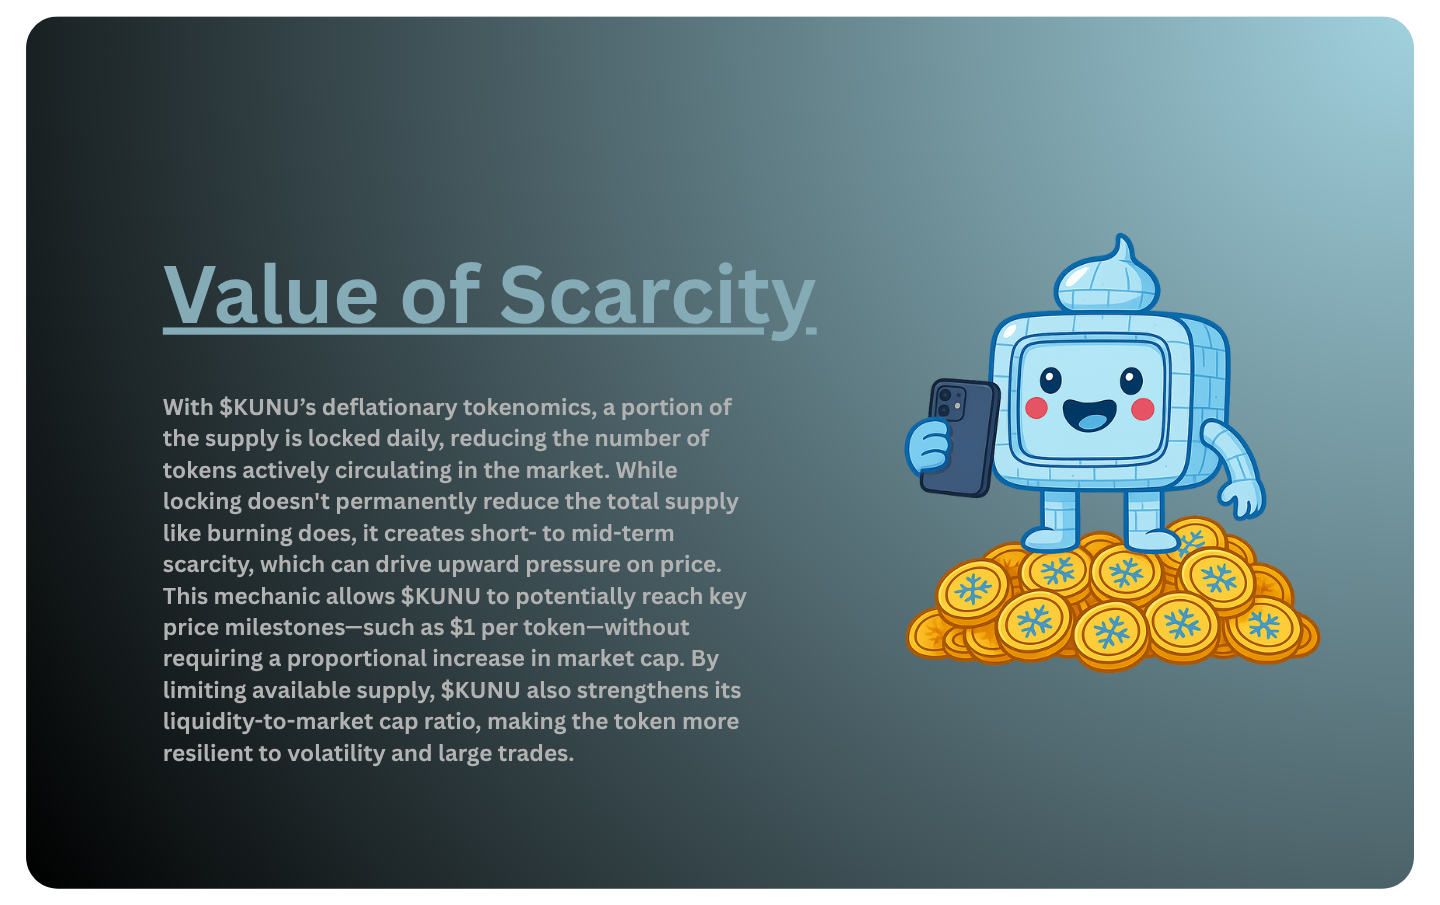 Value of Scarcity
With $KUNU’s deflationary tokenomics, a portion of
the supply is locked daily, reducing the number of
tokens actively circulating in the market. While
locking doesn't permanently reduce the total supply
like burning does, it creates short- to mid-term
scarcity, which can drive upward pressure on price.
This mechanic allows $KUNU to potentially reach key
price milestones—such as $1 per token—without
requiring a proportional increase in market cap. By
limiting available supply, $KUNU also strengthens its
liquidity-to-market cap ratio, making the token more
resilient to volatility and large trades.